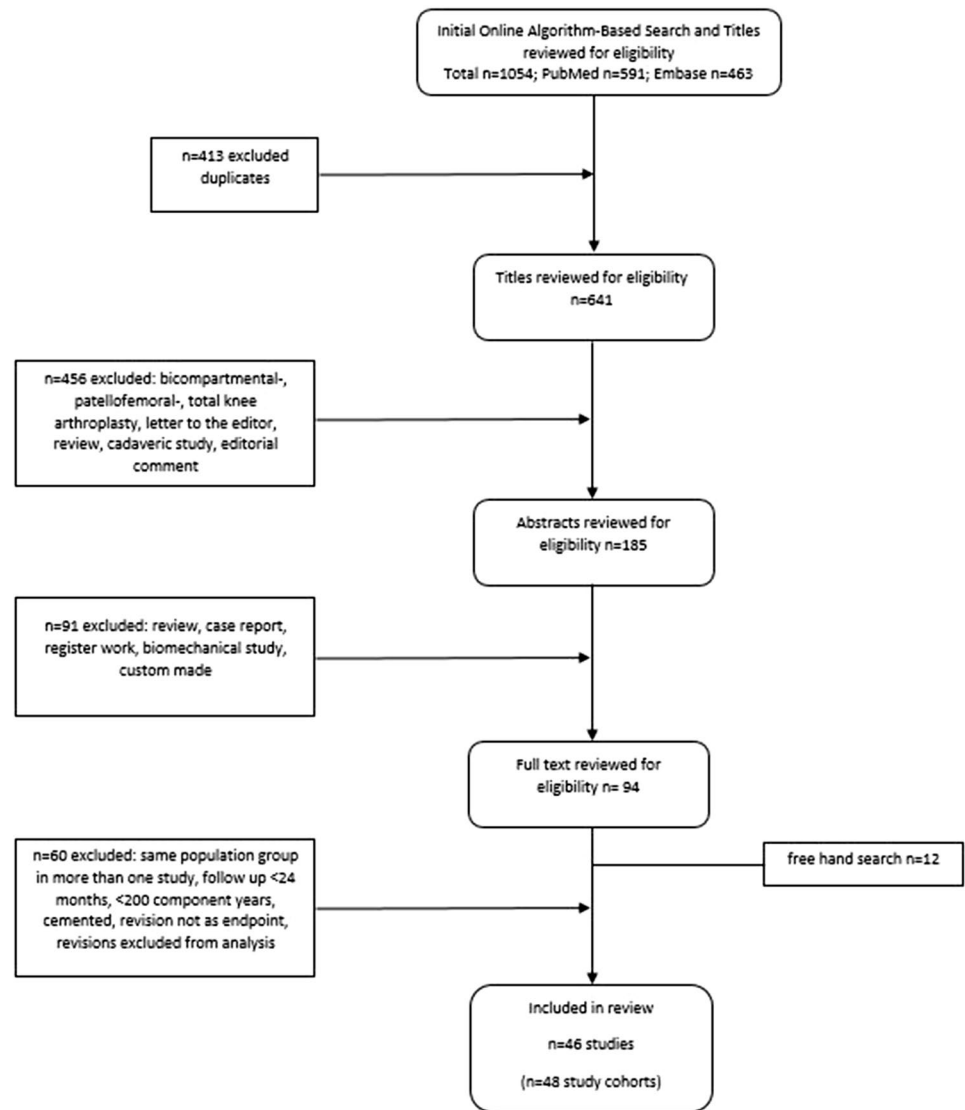 Initial Online Algorithm-Based Search and Titles
reviewed for eligibility
Total n=1054; PubMed n=591; Embase n=463
n=413 excluded
duplicates
Titles reviewed for eligibility
n=641
n=456 excluded: bicompartmental-,
patellofemoral-, total knee
arthroplasty, letter to the editor,
review, cadaveric study, editorial
comment
Abstracts reviewed for
eligibility n=185
n=91 excluded: review, case report,
register work, biomechanical study,
custom made
Full text reviewed for
eligibility n= 94
free hand search n=12
n=60 excluded: same population group
in more than one study, follow up <24
months, <200 component years,
cemented, revision not as endpoint,
revisions excluded from analysis
Included in review
n=46 studies
(n=48 study cohorts)